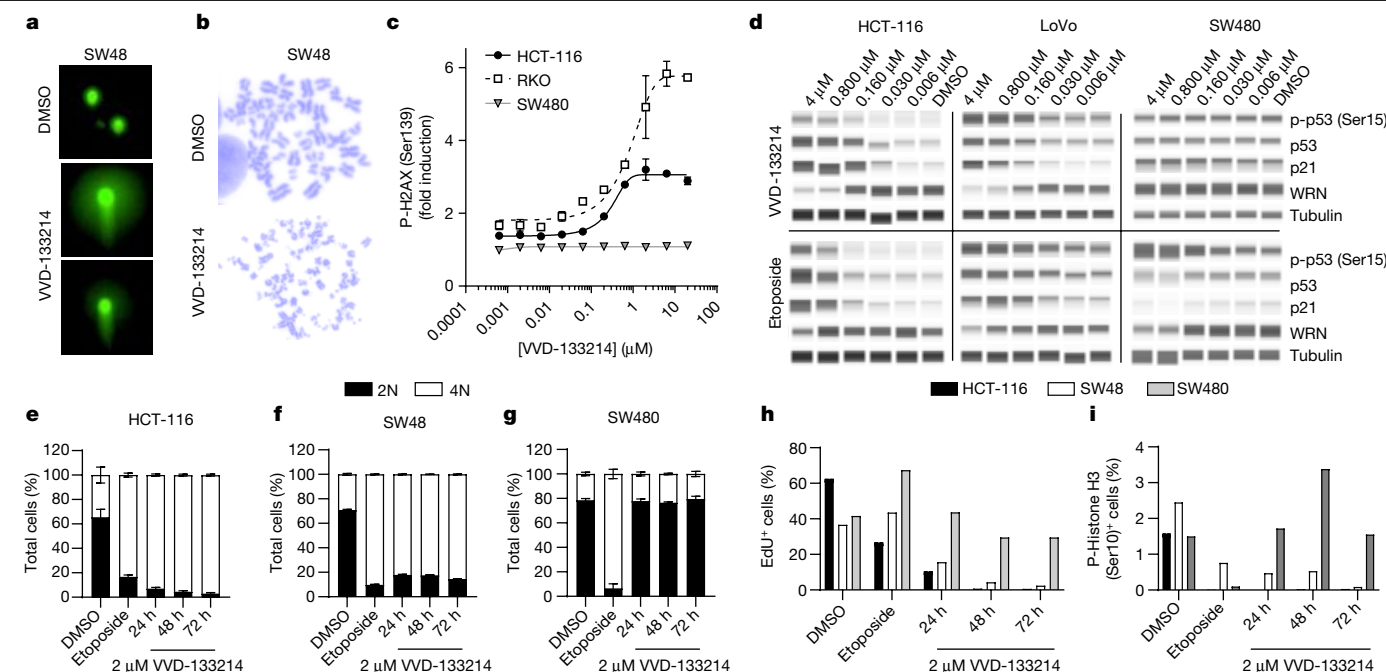 a
SW48
DMSO
VVD-133214
b
SW48
DMSO
VVD-133214
c
HCT-116
RKO
SW480
P-H2AX (Ser139)
(fold induction)
6
4
2
0
0.0001
0.001
0.01
0.1
1
10
100
[VVD-133214] (μM)
d
HCT-116
LoVo
SW480
4 μM
0.800 μM
0.160 μM
0.030 μM
0.006 μM
DMSO
4 μM
0.800 μM
0.160 μM
0.030 μM
0.006 μM
4 μM
0.800 μM
0.160 μM
0.030 μM
0.006 μM
DMSO
VVD-133214
p-p53 (Ser15)
p53
p21
WRN
Tubulin
Etoposide
p-p53 (Ser15)
p53
p21
WRN
Tubulin
2N
4N
e
HCT-116
Total cells (%)
120
100
80
60
40
20
0
DMSO
Etoposide
24 h
48 h
72 h
2 μM VVD-133214
f
SW48
Total cells (%)
120
100
80
60
40
20
0
DMSO
Etoposide
24 h
48 h
72 h
2 μM VVD-133214
g
SW480
Total cells (%)
120
100
80
60
40
20
0
DMSO
Etoposide
24 h
48 h
72 h
2 μM VVD-133214
HCT-116
SW48
SW480
h
EdU+ cells (%)
80
60
40
20
0
DMSO
Etoposide
24 h
48 h
72 h
2 μM VVD-133214
i
P-Histone H3
(Ser10)+ cells (%)
4
3
2
1
0
DMSO
Etoposide
24 h
48 h
72 h
2 μM VVD-133214